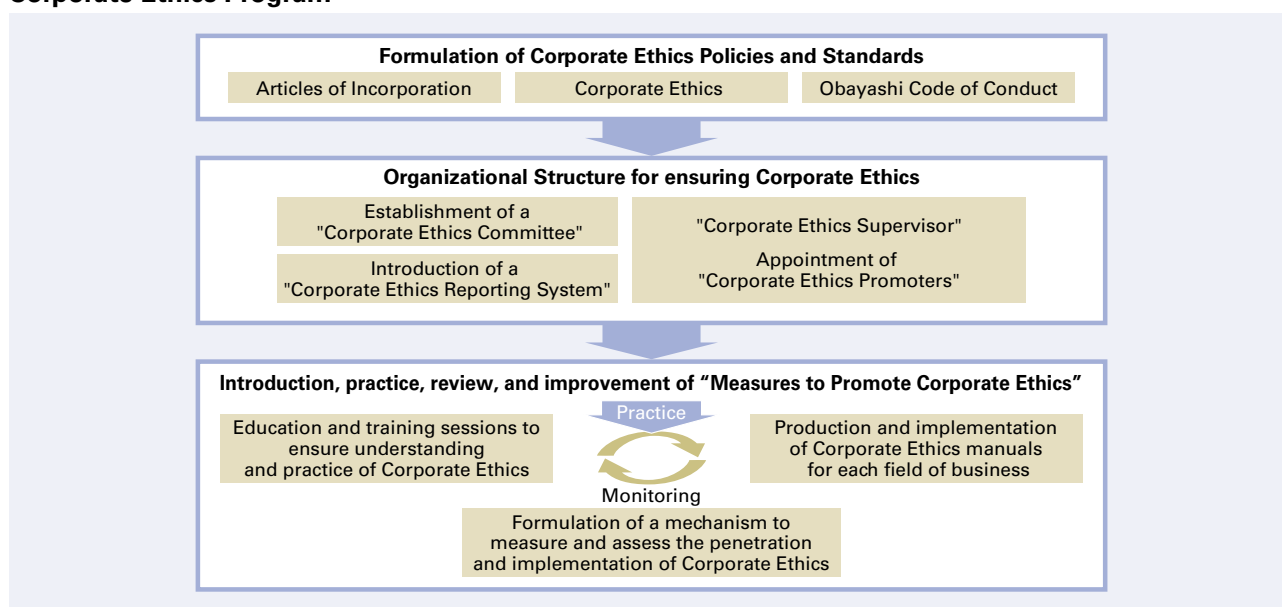 Corporate Ethics Program
Formulation of Corporate Ethics Policies and Standards
Articles of Incorporation
Corporate Ethics
Obayashi Code of Conduct
Organizational Structure for ensuring Corporate Ethics
Establishment of a
"Corporate Ethics Committee"
Introduction of a
"Corporate Ethics Reporting System"
"Corporate Ethics Supervisor"
Appointment of
"Corporate Ethics Promoters"
Introduction, practice, review, and improvement of “Measures to Promote Corporate Ethics”
Education and training sessions to
ensure understanding
and practice of Corporate Ethics
Practice
Monitoring
Production and implementation
of Corporate Ethics manuals
for each field of business
Formulation of a mechanism to
measure and assess the penetration
and implementation of Corporate Ethics